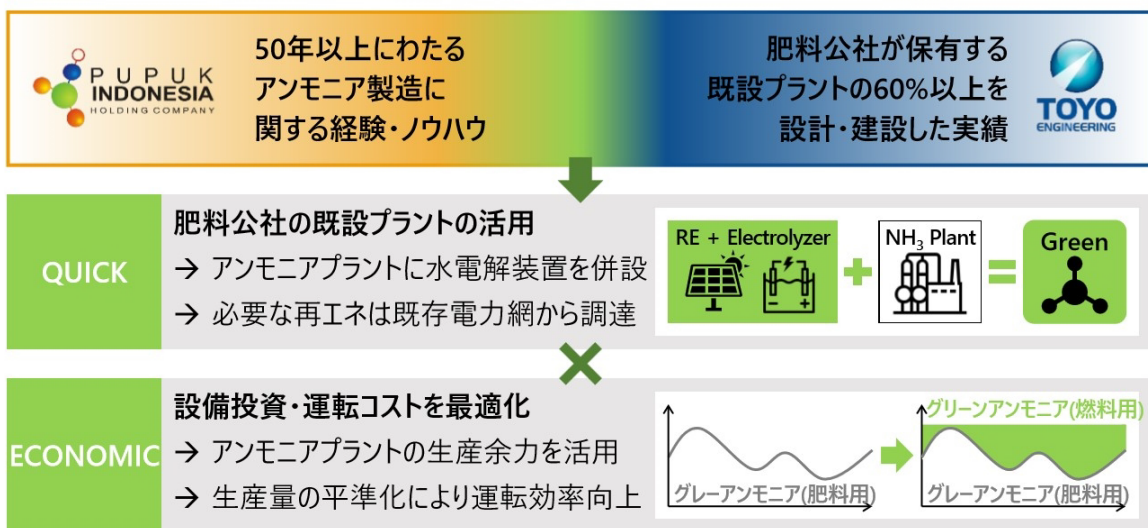 PUPUK
INDONESIA
HOLDING COMPANY
50年以上にわたる
アンモニア製造に
関する経験・ノウハウ
肥料公社が保有する
既設プラントの60%以上を
設計・建設した実績
TOYO
ENGINEERING
QUICK
肥料公社の既設プラントの活用
→ アンモニアプラントに水電解装置を併設
→ 必要な再エネは既存電力網から調達
RE + Electrolyzer
NH₃ Plant
Green
ECONOMIC
設備投資・運転コストを最適化
→ アンモニアプラントの生産余力を活用
→ 生産量の平準化により運転効率向上
グレーアンモニア(肥料用)
グリーンアンモニア(燃料用)
グレーアンモニア(肥料用)